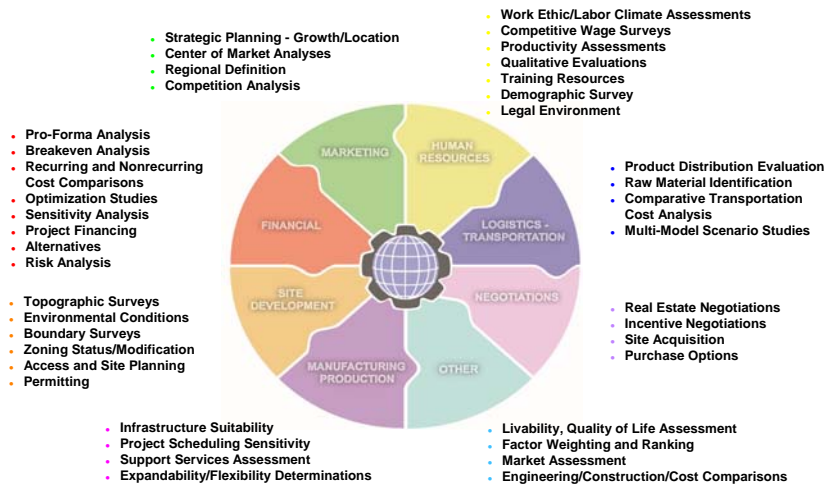 Strategic Planning - Growth/Location
Center of Market Analyses
Regional Definition
Competition Analysis
Work Ethic/Labor Climate Assessments
Competitive Wage Surveys
Productivity Assessments
Qualitative Evaluations
Training Resources
Demographic Survey
Legal Environment
Pro-Forma Analysis
Breakeven Analysis
Recurring and Nonrecurring
Cost Comparisons
Optimization Studies
Sensitivity Analysis
Project Financing
Alternatives
Risk Analysis
MARKETING
HUMAN
RESOURCES
FINANCIAL
LOGISTICS -
TRANSPORTATION
SITE
DEVELOPMENT
NEGOTIATIONS
MANUFACTURING
PRODUCTION
OTHER
Product Distribution Evaluation
Raw Material Identification
Comparative Transportation
Cost Analysis
Multi-Model Scenario Studies
Topographic Surveys
Environmental Conditions
Boundary Surveys
Zoning Status/Modification
Access and Site Planning
Permitting
Real Estate Negotiations
Incentive Negotiations
Site Acquisition
Purchase Options
Infrastructure Suitability
Project Scheduling Sensitivity
Support Services Assessment
Expandability/Flexibility Determinations
Livability, Quality of Life Assessment
Factor Weighting and Ranking
Market Assessment
Engineering/Construction/Cost Comparisons